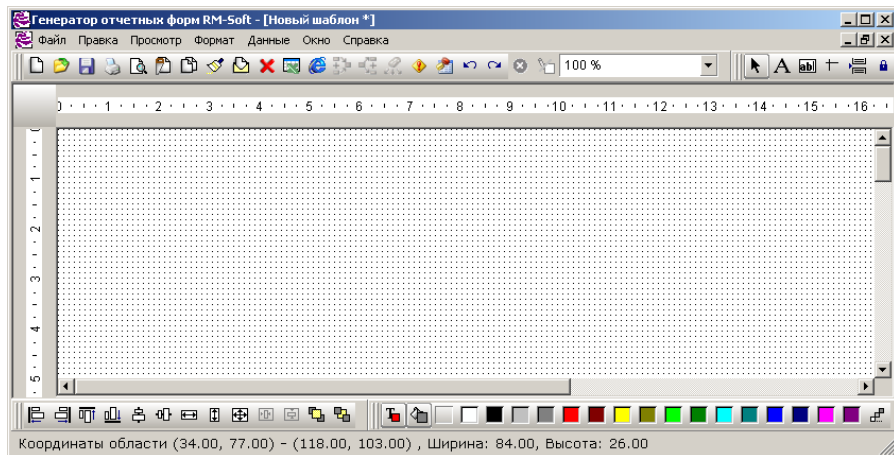 Генератор отчетных форм RM-Soft - [Новый шаблон *]
Файл Правка Просмотр Формат Данные Окно Справка
100 % A ab|
0 1 2 3 4 5 6 7 8 9 10 11 12 13 14 15 16
1
2
3
4
5
Координаты области (34.00, 77.00) - (118.00, 103.00) , Ширина: 84.00, Высота: 26.00